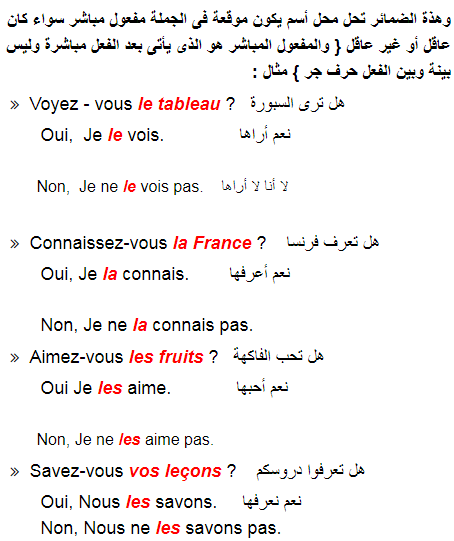 وهذة الضمائر تحل محل أسم يكون موقعة فى الجملة مفعول مباشر سواء كان
عاقل أو غير عاقل { والمفعول المباشر هو الذى يأتى بعد الفعل مباشرة وليس
بينة وبين الفعل حرف جر } مثال :
» Voyez - vous le tableau ? هل ترى السبورة
Oui, Je le vois. نعم أراها
Non, Je ne le vois pas. لا أنا لا أراها
» Connaissez-vous la France ? هل تعرف فرنسا
Oui, Je la connais. نعم أعرفها
Non, Je ne la connais pas.
» Aimez-vous les fruits ? هل تحب الفاكهة
Oui Je les aime. نعم أحبها
Non, Je ne les aime pas.
» Savez-vous vos leçons ? هل تعرفوا دروسكم
Oui, Nous les savons. نعم نعرفها
Non, Nous ne les savons pas.